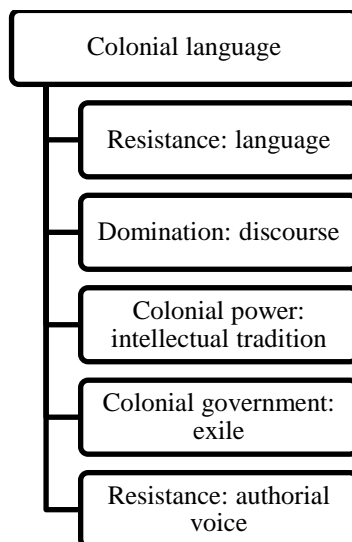 Colonial language
Resistance: language
Domination: discourse
Colonial power:
intellectual tradition
Colonial government:
exile
Resistance: authorial
voice